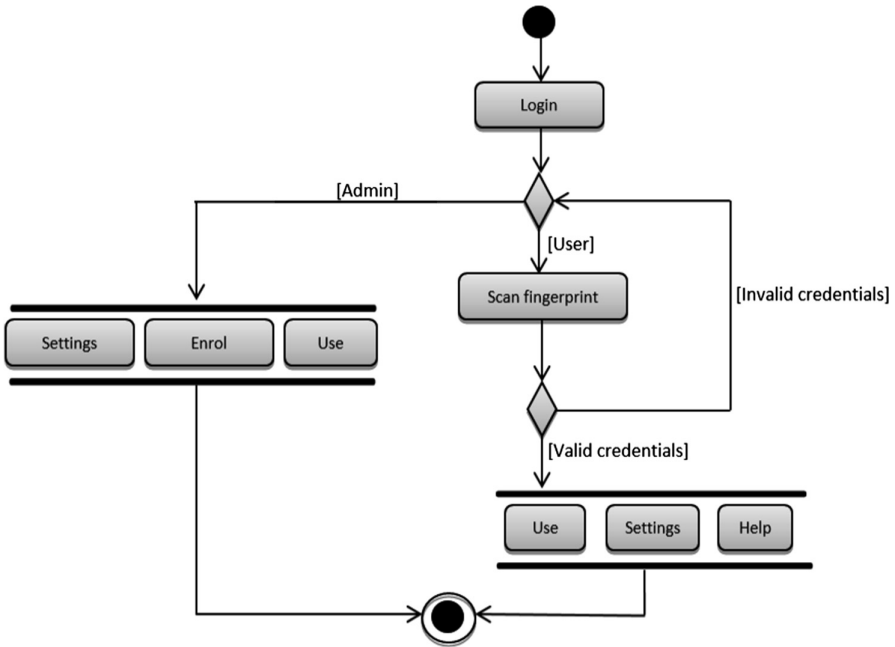 Login
[Admin]
[User]
Scan fingerprint
[Invalid credentials]
Settings
Enrol
Use
[Valid credentials]
Use
Settings
Help